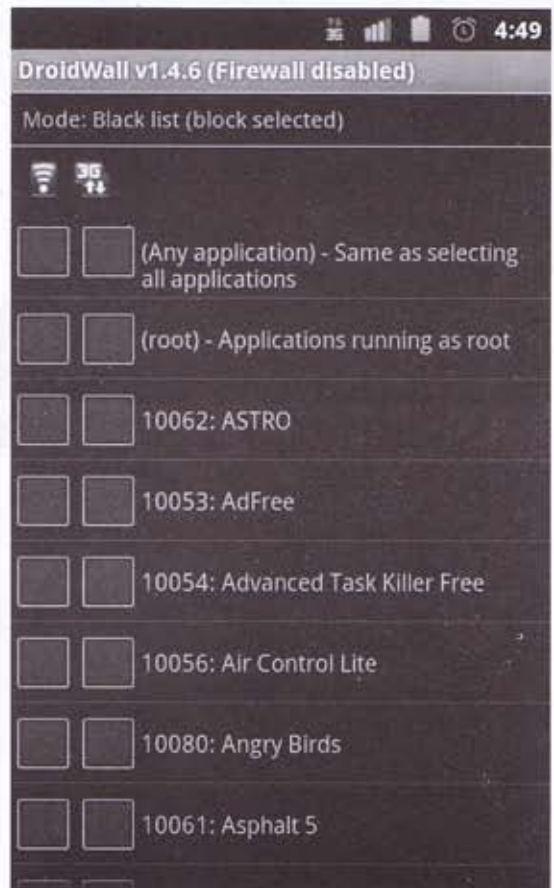 3G 4:49
DroidWall v1.4.6 (Firewall disabled)
Mode: Black list (block selected)
3G
(Any application) - Same as selecting
all applications
(root) - Applications running as root
10062: ASTRO
10053: AdFree
10054: Advanced Task Killer Free
10056: Air Control Lite
10080: Angry Birds
10061: Asphalt 5